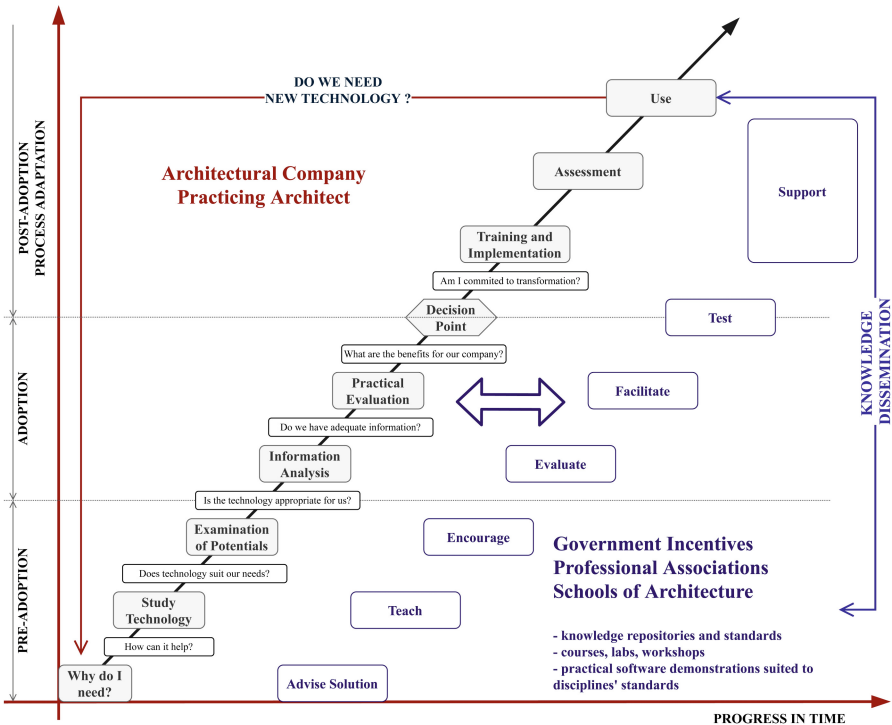 DO WE NEED
NEW TECHNOLOGY ?
Use
Architectural Company
Practicing Architect
Assessment
Support
Training and
Implementation
Am I commited to transformation?
Decision
Point
Test
What are the benefits for our company?
Practical
Evaluation
Facilitate
Do we have adequate information?
Information
Analysis
Evaluate
Is the technology appropriate for us?
Examination
of Potentials
Encourage
Does technology suit our needs?
Study
Technology
Teach
How can it help?
Why do I
need?
Advise Solution
Government Incentives
Professional Associations
Schools of Architecture
- knowledge repositories and standards
- courses, labs, workshops
- practical software demonstrations suited to
disciplines' standards
POST-ADOPTION
PROCESS ADAPTATION
ADOPTION
PRE-ADOPTION
KNOWLEDGE
DISSEMINATION
PROGRESS IN TIME